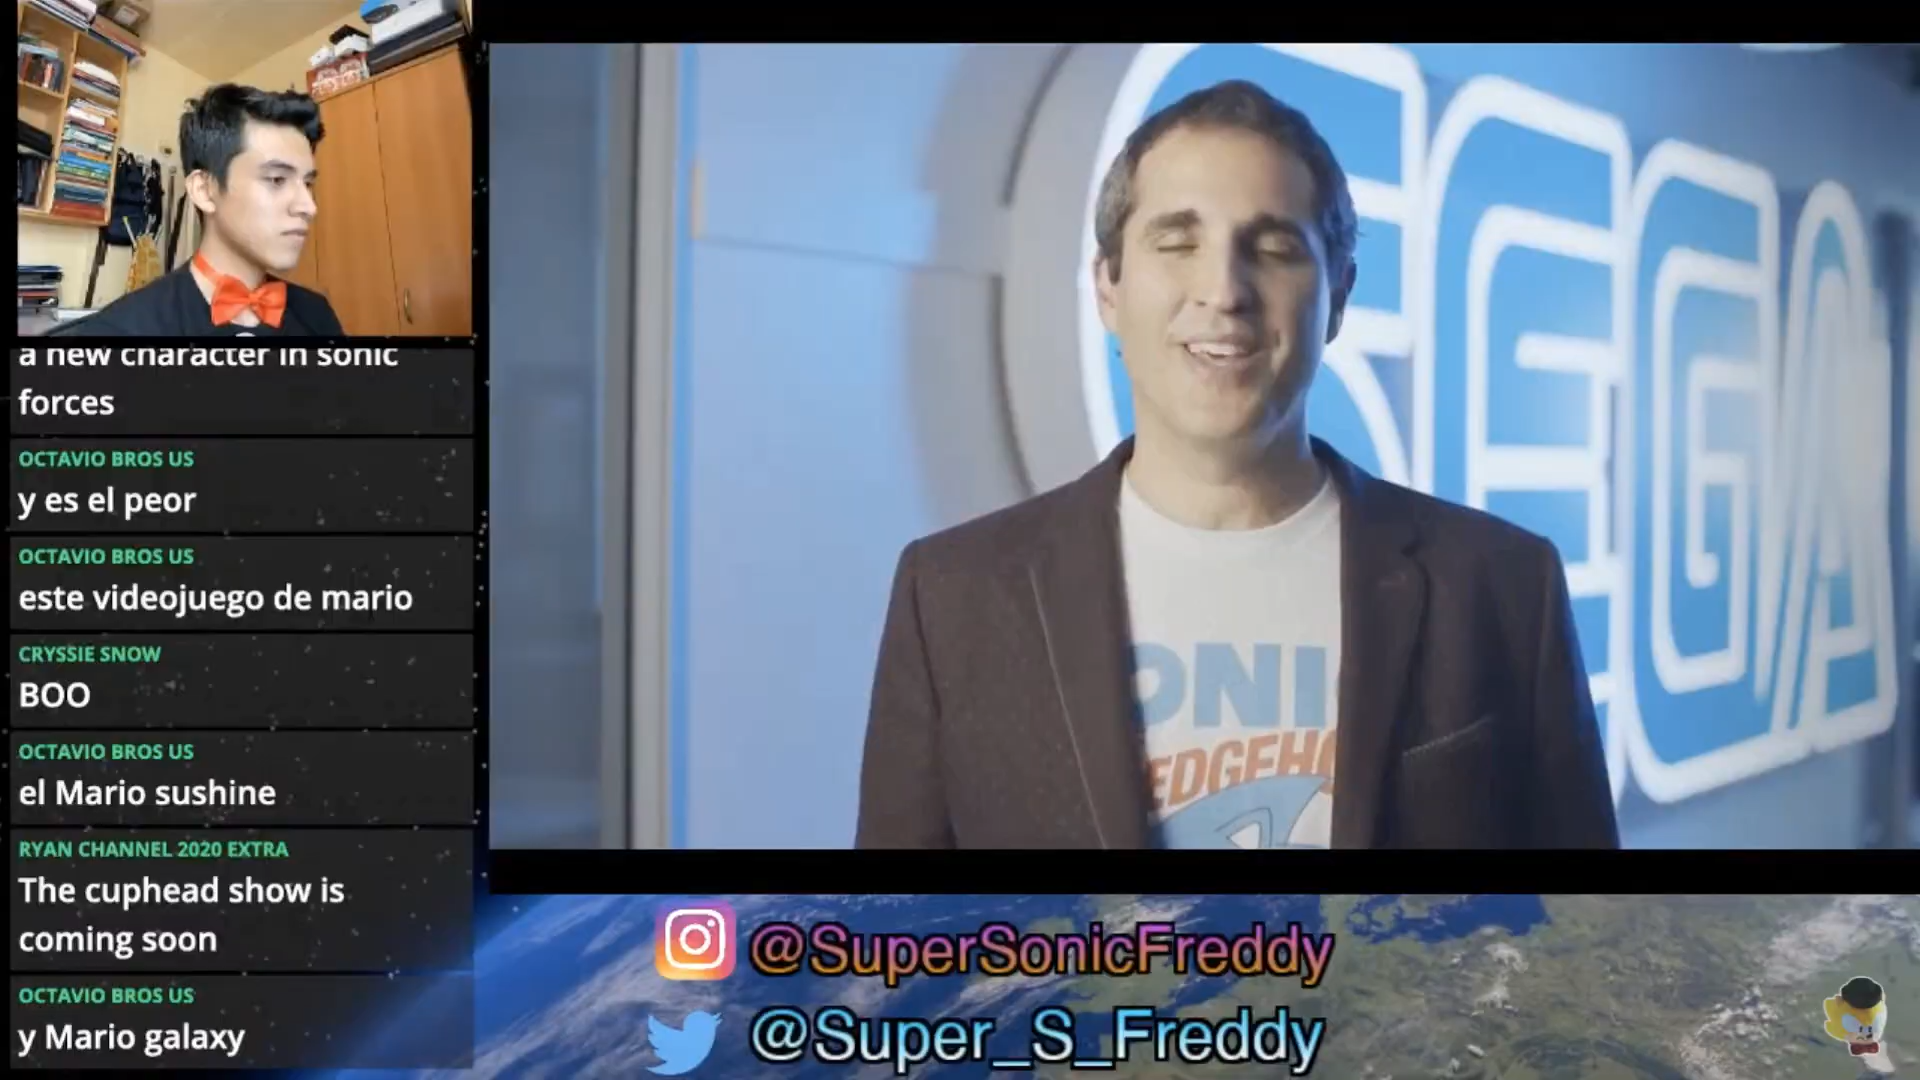 a new character in sonic
forces
OCTAVIO BROS US
y es el peor
OCTAVIO BROS US
este videojuego de mario
CRYSSIE SNOW
BOO
OCTAVIO BROS US
el Mario sushine
RYAN CHANNEL 2020 EXTRA
The cuphead show is
coming soon
OCTAVIO BROS US
y Mario galaxy
SEGA
ONI
EDGEHO
@SuperSonicFreddy
@Super_S_Freddy